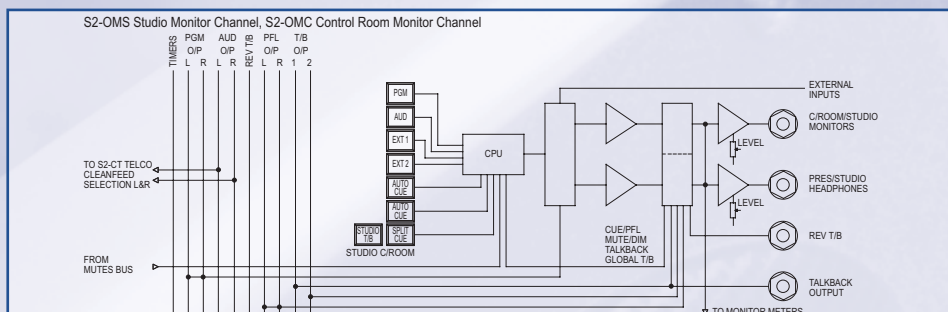 S2-OMS Studio Monitor Channel, S2-OMC Control Room Monitor Channel
TIMERS
PGM
O/P
L R
AUD
O/P
L R
REV T/B
PFL
O/P
L R
T/B
O/P
1 2
PGM
AUD
EXT 1
EXT 2
AUTO
CUE
AUTO
CUE
STUDIO
T/B
SPLIT
CUE
STUDIO C/ROOM
CPU
EXTERNAL
INPUTS
C/ROOM/STUDIO
MONITORS
LEVEL
PRES/STUDIO
HEADPHONES
LEVEL
REV T/B
CUE/PFL
MUTE/DIM
TALKBACK
GLOBAL T/B
TALKBACK
OUTPUT
TO MONITOR METERS
TO S2-CT TELCO
CLEANFEED
SELECTION L&R
FROM
MUTES BUS